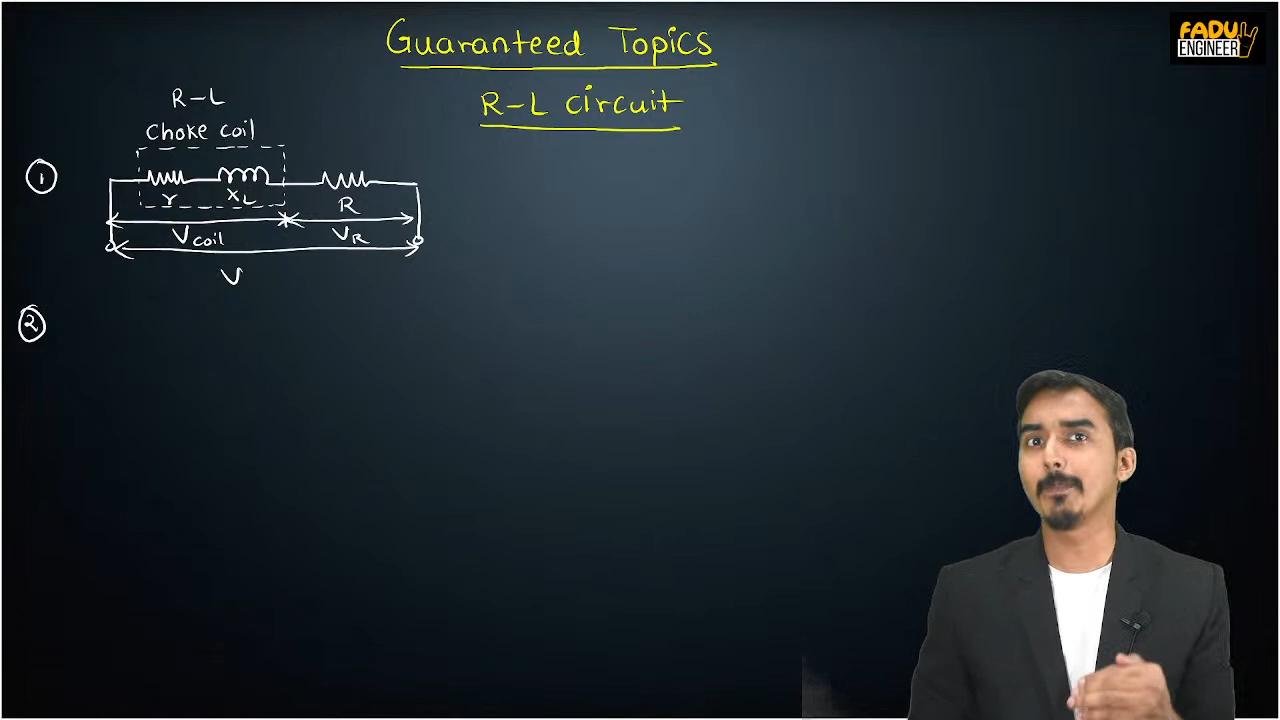 Guaranteed Topics
FADU
ENGINEER
R-L circuit
R-L
choke coil
1
r
XL
R
Vcoil
VR
V
2